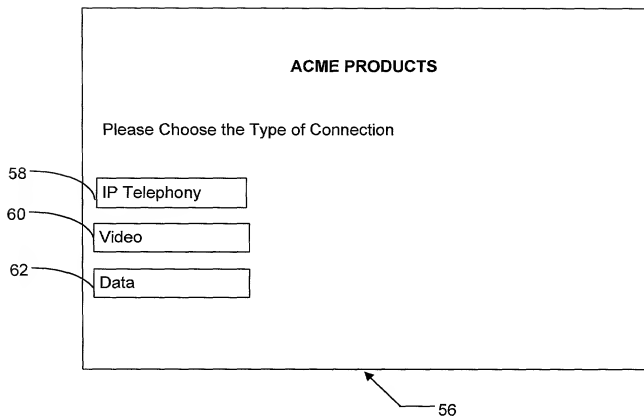 ACME PRODUCTS
Please Choose the Type of Connection
58
IP Telephony
60
Video
62
Data
56